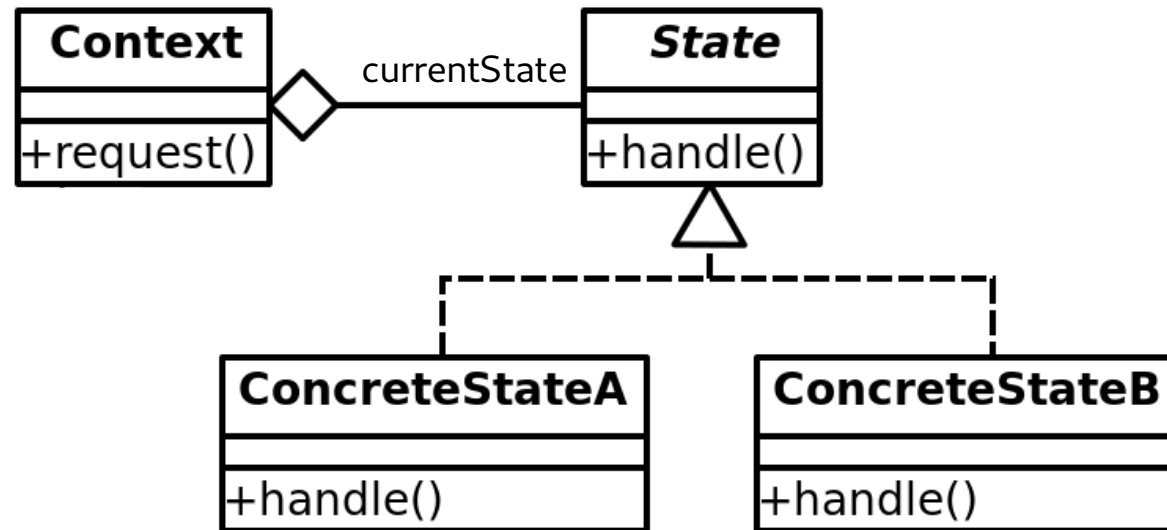 Context
State
currentState
+request()
+handle()
ConcreteStateA
ConcreteStateB
+handle()
+handle()